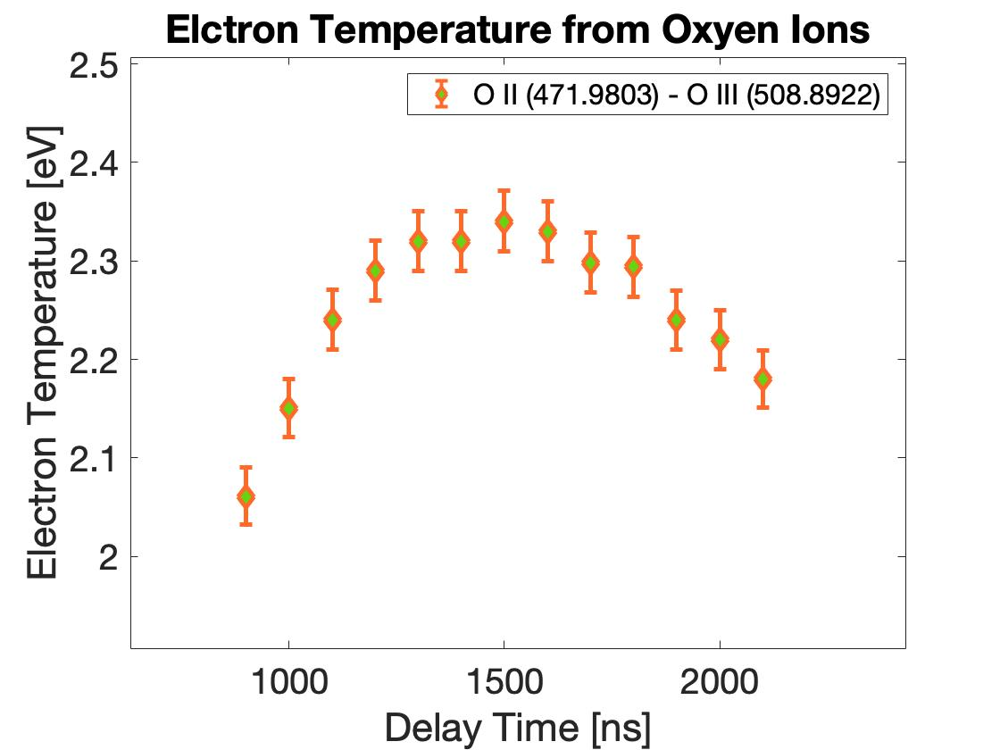 Elctron Temperature from Oxyen Ions
O II (471.9803) - O III (508.8922)
Electron Temperature [eV]
2.5
2.4
2.3
2.2
2.1
2
1000 1500 2000
Delay Time [ns]